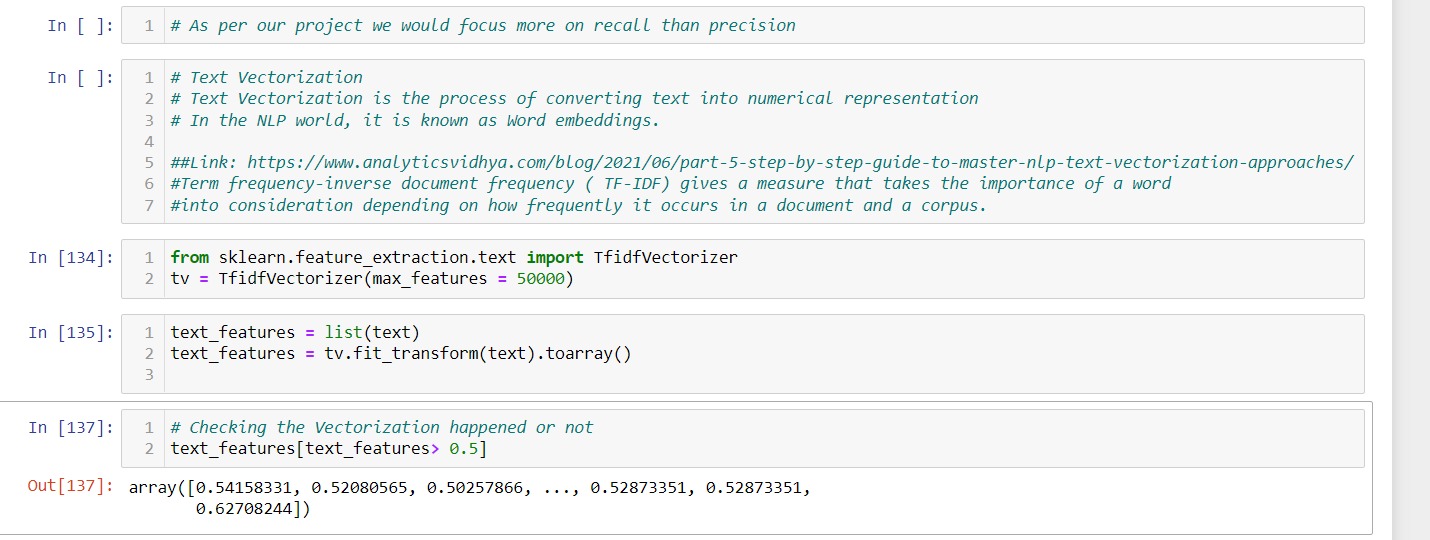 In [ ]: 1 # As per our project we would focus more on recall than precision
In [ ]: 1 # Text Vectorization
2 # Text Vectorization is the process of converting text into numerical representation
3 # In the NLP world, it is known as Word embeddings.
4
5 ##Link: https://www.analyticsvidhya.com/blog/2021/06/part-5-step-by-step-guide-to-master-nlp-text-vectorization-approaches/
6 #Term frequency-inverse document frequency ( TF-IDF) gives a measure that takes the importance of a word
7 #into consideration depending on how frequently it occurs in a document and a corpus.
In [134]: 1 from sklearn.feature_extraction.text import TfidfVectorizer
2 tv = TfidfVectorizer(max_features = 50000)
In [135]: 1 text_features = list(text)
2 text_features = tv.fit_transform(text).toarray()
3
In [137]: 1 # Checking the Vectorization happened or not
2 text_features[text_features> 0.5]
Out[137]: array([0.54158331, 0.52080565, 0.50257866, ..., 0.52873351, 0.52873351,
0.62708244])